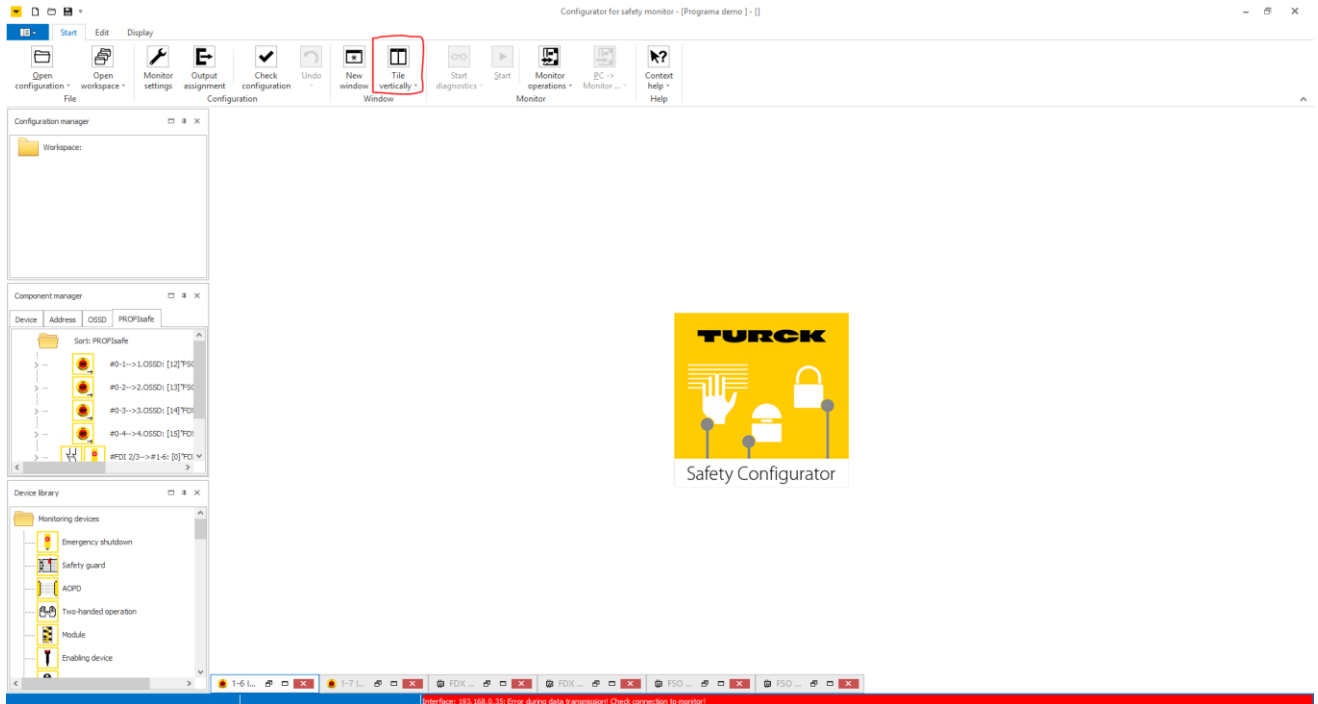 Configurator for safety monitor - [Programa demo ] - []
Start Edit Display
Open configuration
Open workspace
Monitor settings
Output assignment
Check configuration
Undo
New window
Tile vertically
Start diagnostics
Start
Monitor operations
PC -> Monitor ...
Context help
File
Configuration
Window
Monitor
Help
Configuration manager
Workspace:
Component manager
Device Address OSSD PROFIsafe
Sort: PROFIsafe
#0-1-->1.OSSD: [12]"FSO
#0-2-->2.OSSD: [13]"FSO
#0-3-->3.OSSD: [14]"FDI
#0-4-->4.OSSD: [15]"FDI
#FDI 2/3-->#1-6: [0]"FD
TURCK
Safety Configurator
Device library
Monitoring devices
Emergency shutdown
Safety guard
AOPD
Two-handed operation
Module
Enabling device
1-6 I... 1-7 I... FDX ... FDX ... FSO ... FSO ...
Interface: 193.168.0.35: Error during data transmission! Check connection to monitor!